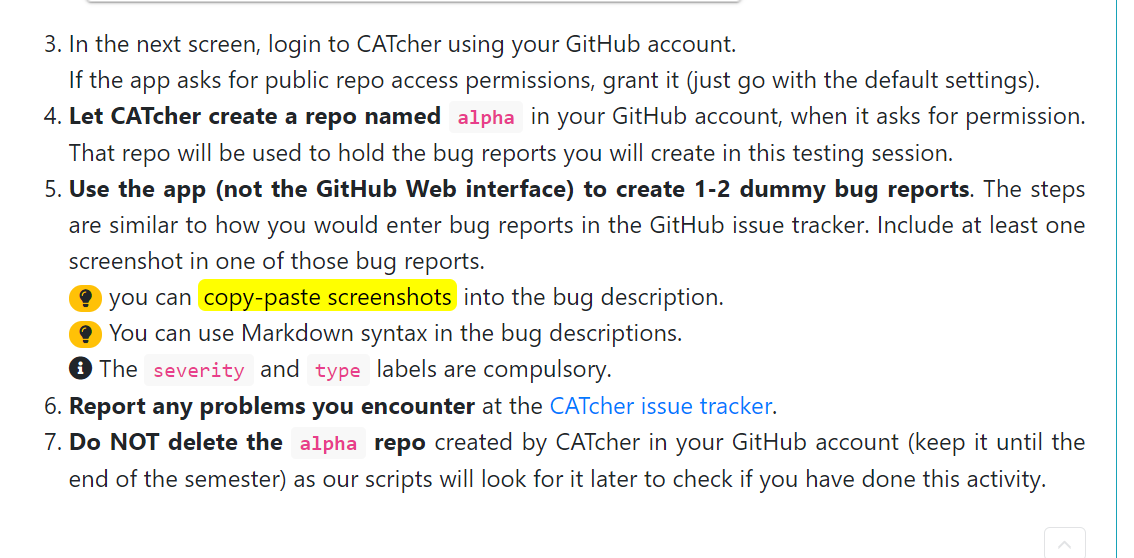 3. In the next screen, login to CATcher using your GitHub account.
If the app asks for public repo access permissions, grant it (just go with the default settings).
4. Let CATcher create a repo named alpha in your GitHub account, when it asks for permission.
That repo will be used to hold the bug reports you will create in this testing session.
5. Use the app (not the GitHub Web interface) to create 1-2 dummy bug reports. The steps
are similar to how you would enter bug reports in the GitHub issue tracker. Include at least one
screenshot in one of those bug reports.
you can copy-paste screenshots into the bug description.
You can use Markdown syntax in the bug descriptions.
The severity and type labels are compulsory.
6. Report any problems you encounter at the CATcher issue tracker.
7. Do NOT delete the alpha repo created by CATcher in your GitHub account (keep it until the
end of the semester) as our scripts will look for it later to check if you have done this activity.